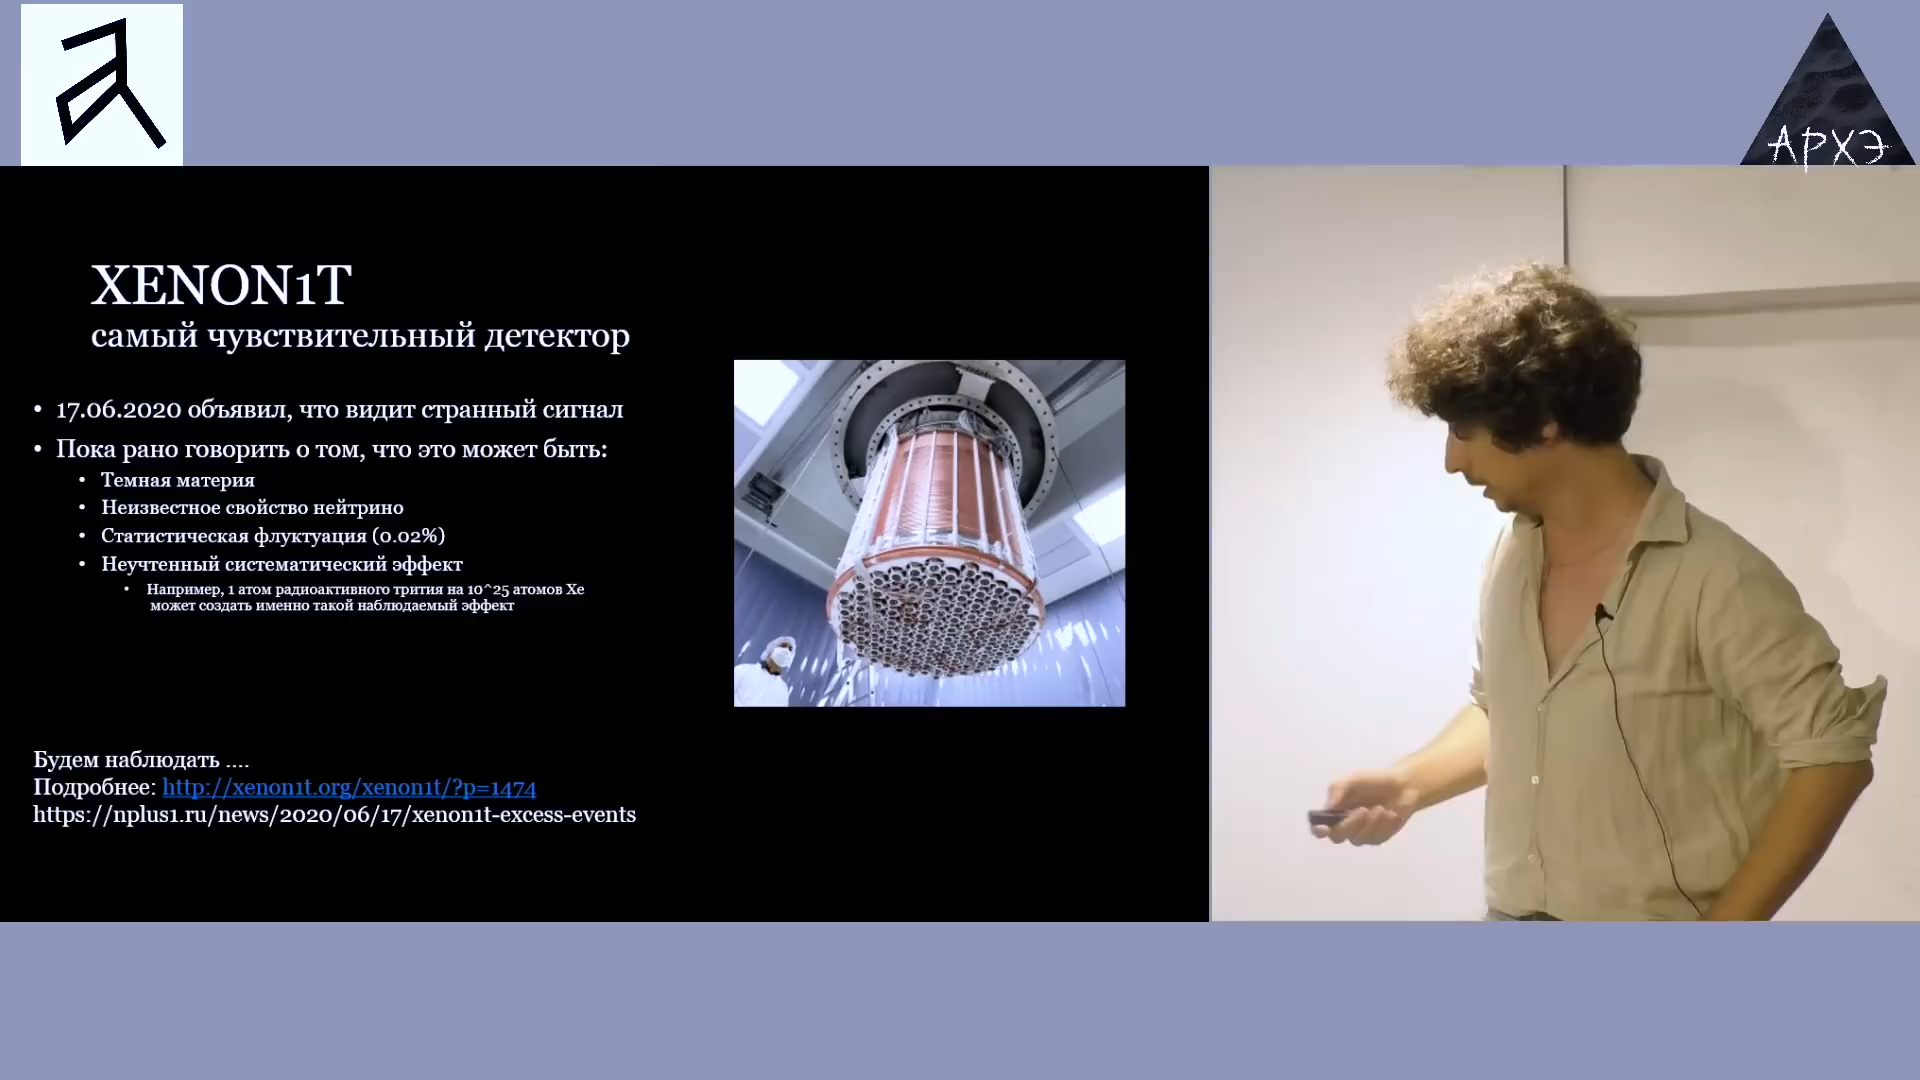 АРХЭ
XENON1T
самый чувствительный детектор
• 17.06.2020 объявил, что видит странный сигнал
• Пока рано говорить о том, что это может быть:
• Темная материя
• Неизвестное свойство нейтрино
• Статистическая флуктуация (0.02%)
• Неучтенный систематический эффект
• Например, 1 атом радиоактивного трития на 10^25 атомов Xe
может создать именно такой наблюдаемый эффект
Будем наблюдать ....
Подробнее: http://xenon1t.org/xenon1t/?p=1474
https://nplus1.ru/news/2020/06/17/xenon1t-excess-events